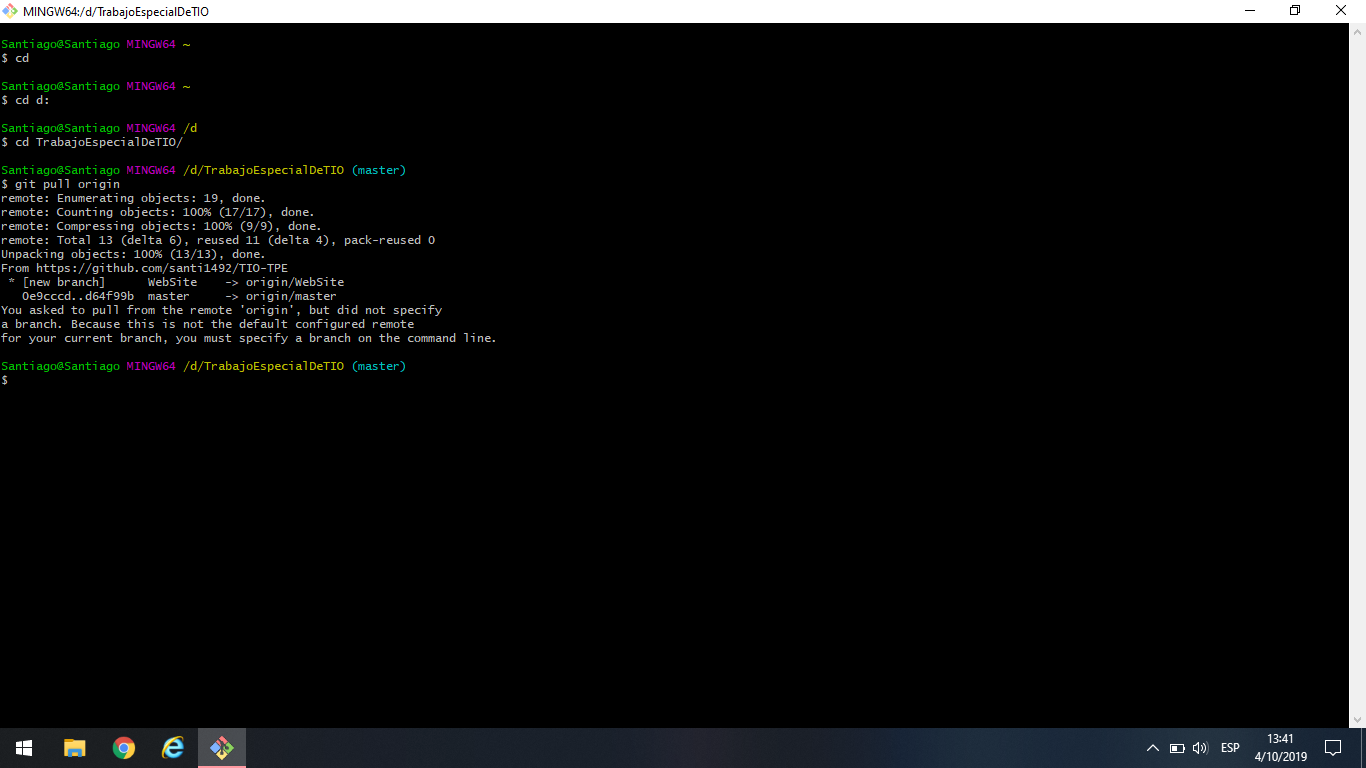 MINGW64:/d/TrabajoEspecialDeTIO
Santiago@Santiago MINGW64 ~
$ cd
Santiago@Santiago MINGW64 ~
$ cd d:
Santiago@Santiago MINGW64 /d
$ cd TrabajoEspecialDeTIO/
Santiago@Santiago MINGW64 /d/TrabajoEspecialDeTIO (master)
$ git pull origin
remote: Enumerating objects: 19, done.
remote: Counting objects: 100% (17/17), done.
remote: Compressing objects: 100% (9/9), done.
remote: Total 13 (delta 6), reused 11 (delta 4), pack-reused 0
Unpacking objects: 100% (13/13), done.
From https://github.com/santi1492/TIO-TPE
 * [new branch]      WebSite    -> origin/WebSite
   0e9cccd..d64f99b  master     -> origin/master
You asked to pull from the remote 'origin', but did not specify
a branch. Because this is not the default configured remote
for your current branch, you must specify a branch on the command line.
Santiago@Santiago MINGW64 /d/TrabajoEspecialDeTIO (master)
$
ESP
13:41
4/10/2019